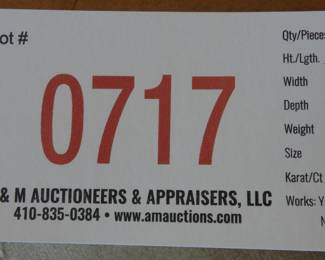 ot #
0717
& M AUCTIONEERS & APPRAISERS, LLC
410-835-0384 • www.amauctions.com
Qty/Pieces
Ht./Lgth.
Width
Depth
Weight
Size
Karat/Ct
Works: Y
N